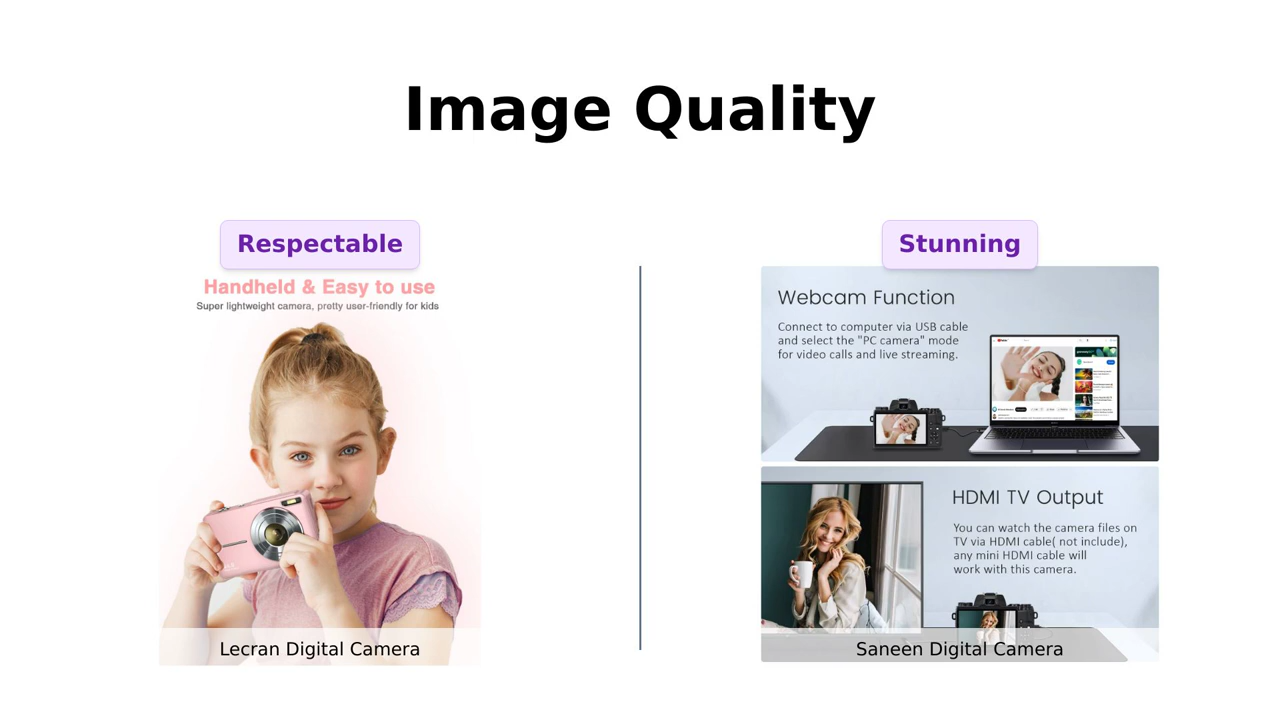 Image Quality
Respectable
Handheld & Easy to use
Super lightweight camera, pretty user-friendly for kids
Lecran Digital Camera
Stunning
Webcam Function
Connect to computer via USB cable
and select the "PC camera" mode
for video calls and live streaming.
HDMI TV Output
You can watch the camera files on
TV via HDMI cable( not include),
any mini HDMI cable will
work with this camera.
Saneen Digital Camera